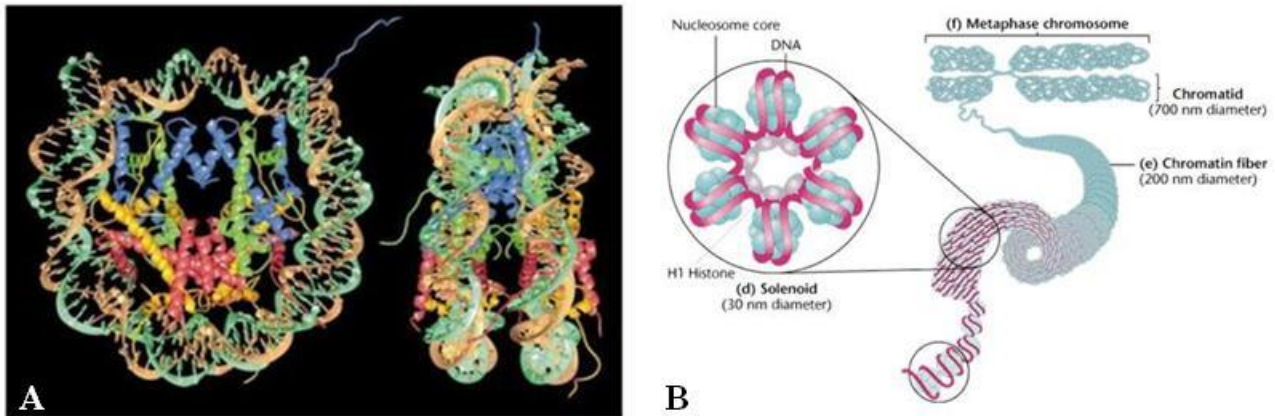 A
Nucleosome core
DNA
H1 Histone
(d) Solenoid
(30 nm diameter)
(f) Metaphase chromosome
Chromatid
(700 nm diameter)
(e) Chromatin fiber
(200 nm diameter)
B